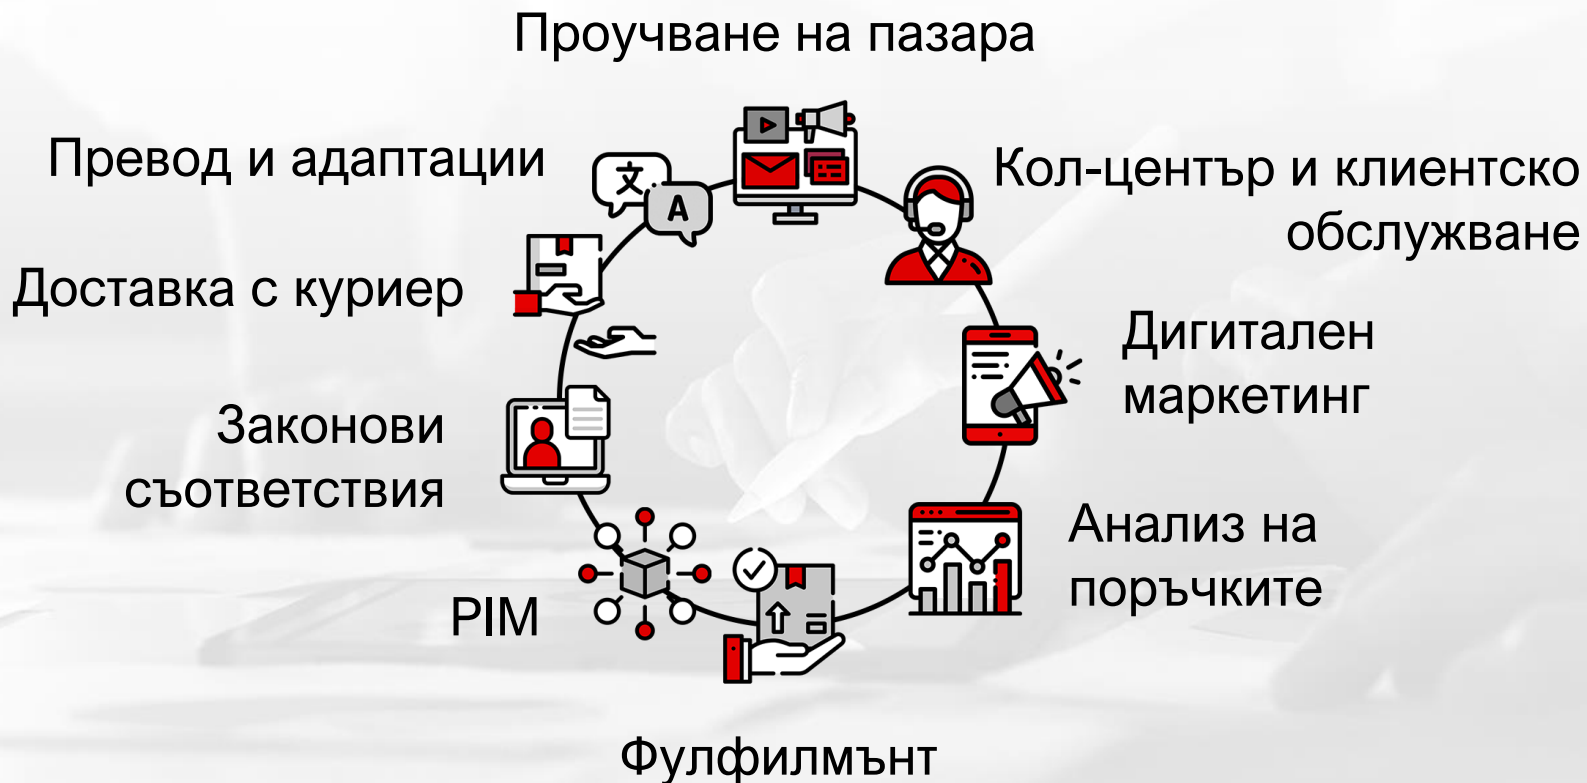 Проучване на пазара
Превод и адаптации
Кол-център и клиентско
обслужване
Доставка с куриер
Дигитален
маркетинг
Законови
съответствия
Анализ на
поръчките
PIM
Фулфилмънт
文
A